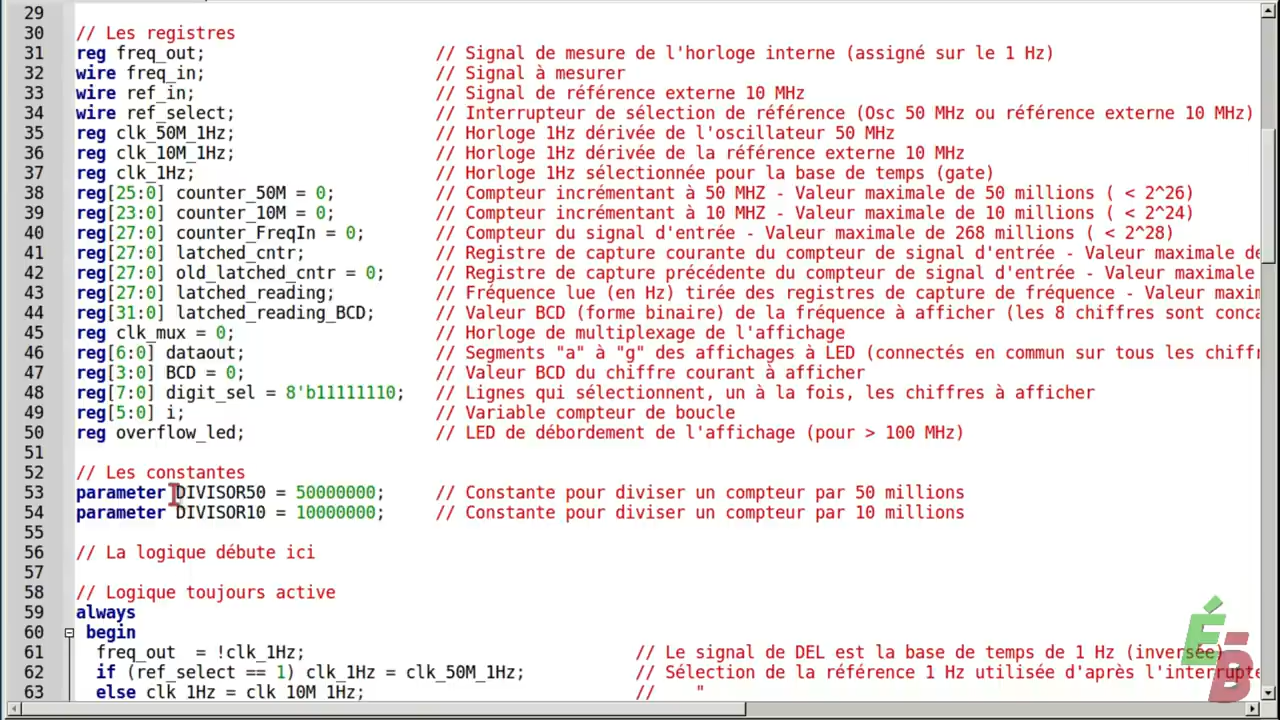 29
30 // Les registres
31 reg freq_out; // Signal de mesure de l'horloge interne (assigné sur le 1 Hz)
32 wire freq_in; // Signal à mesurer
33 wire ref_in; // Signal de référence externe 10 MHz
34 wire ref_select; // Interrupteur de sélection de référence (Osc 50 MHz ou référence externe 10 MHz)
35 reg clk_50M_1Hz; // Horloge 1Hz dérivée de l'oscillateur 50 MHz
36 reg clk_10M_1Hz; // Horloge 1Hz dérivée de la référence externe 10 MHz
37 reg clk_1Hz; // Horloge 1Hz sélectionnée pour la base de temps (gate)
38 reg[25:0] counter_50M = 0; // Compteur incrémentant à 50 MHZ - Valeur maximale de 50 millions ( < 2^26)
39 reg[23:0] counter_10M = 0; // Compteur incrémentant à 10 MHZ - Valeur maximale de 10 millions ( < 2^24)
40 reg[27:0] counter_FreqIn = 0; // Compteur du signal d'entrée - Valeur maximale de 268 millions ( < 2^28)
41 reg[27:0] latched_cntr; // Registre de capture courante du compteur de signal d'entrée - Valeur maximale de
42 reg[27:0] old_latched_cntr = 0; // Registre de capture précédente du compteur de signal d'entrée - Valeur maximale
43 reg[27:0] latched_reading; // Fréquence lue (en Hz) tirée des registres de capture de fréquence - Valeur maxim
44 reg[31:0] latched_reading_BCD; // Valeur BCD (forme binaire) de la fréquence à afficher (les 8 chiffres sont conca
45 reg clk_mux = 0; // Horloge de multiplexage de l'affichage
46 reg[6:0] dataout; // Segments "a" à "g" des affichages à LED (connectés en commun sur tous les chiffr
47 reg[3:0] BCD = 0; // Valeur BCD du chiffre courant à afficher
48 reg[7:0] digit_sel = 8'b11111110; // Lignes qui sélectionnent, un à la fois, les chiffres à afficher
49 reg[5:0] i; // Variable compteur de boucle
50 reg overflow_led; // LED de débordement de l'affichage (pour > 100 MHz)
51
52 // Les constantes
53 parameter DIVISOR50 = 50000000; // Constante pour diviser un compteur par 50 millions
54 parameter DIVISOR10 = 10000000; // Constante pour diviser un compteur par 10 millions
55
56 // La logique débute ici
57
58 // Logique toujours active
59 always
60 begin
61 freq_out = !clk_1Hz; // Le signal de DEL est la base de temps de 1 Hz (inversée)
62 if (ref_select == 1) clk_1Hz = clk_50M_1Hz; // Sélection de la référence 1 Hz utilisée d'après l'interrupte
63 else clk_1Hz = clk_10M_1Hz; // "
É
B